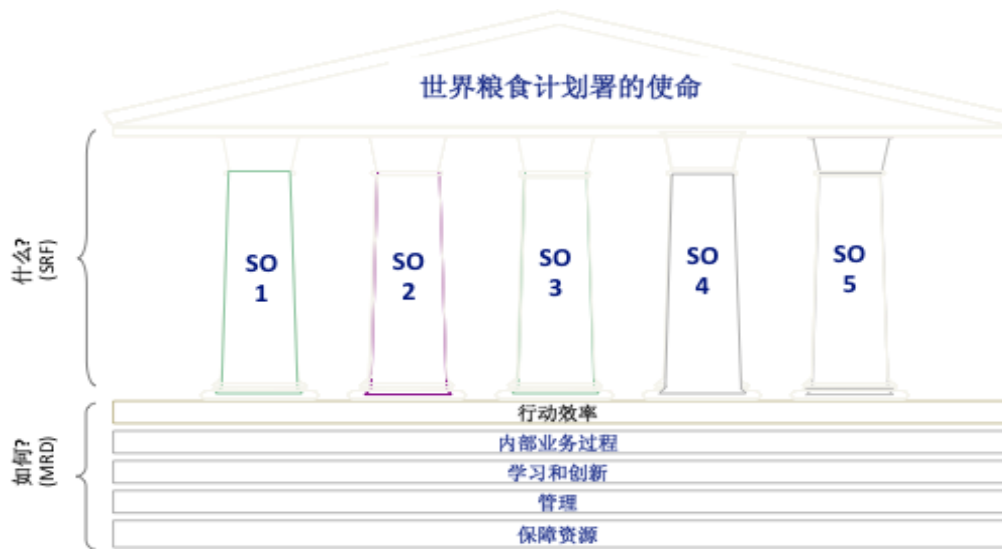 世界粮食计划署的使命
什么?
(SRF)
SO
1
SO
2
SO
3
SO
4
SO
5
如何?
(MRD)
行动效率
内部业务过程
学习和创新
管理
保障资源